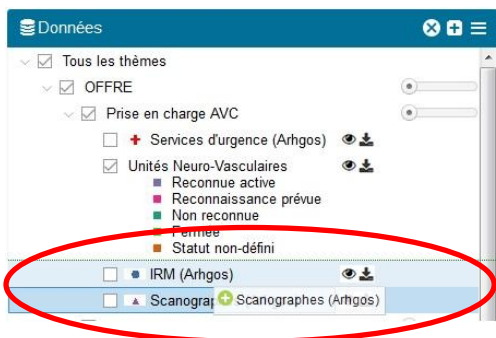 Données
Tous les thèmes
OFFRE
Prise en charge AVC
Services d'urgence (Arhgos)
Unités Neuro-Vasculaires
Reconnue active
Reconnaissance prévue
Non reconnue
Fermée
Statut non-défini
IRM (Arhgos)
Scanograp Scanographes (Arhgos)